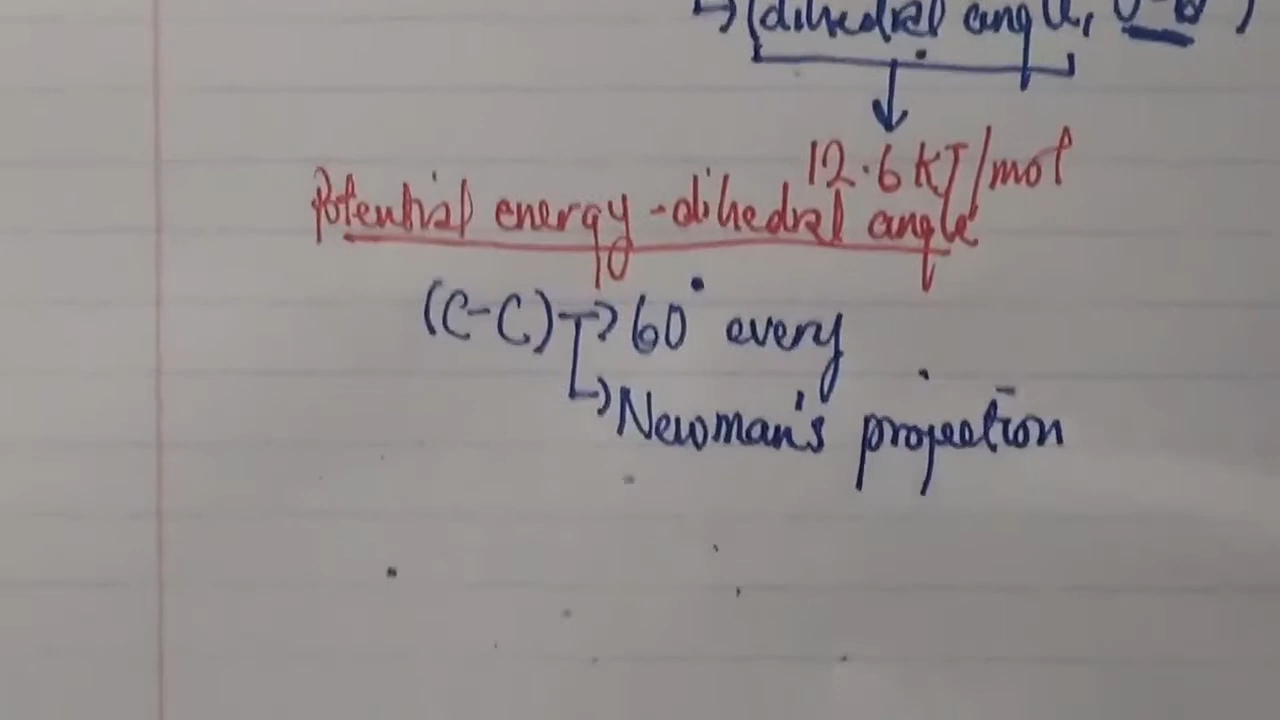 →(dihedral angle,
12.6 KJ/mol
Potential energy-dihedral angle
(C-C)→60° every
→Newman's projection